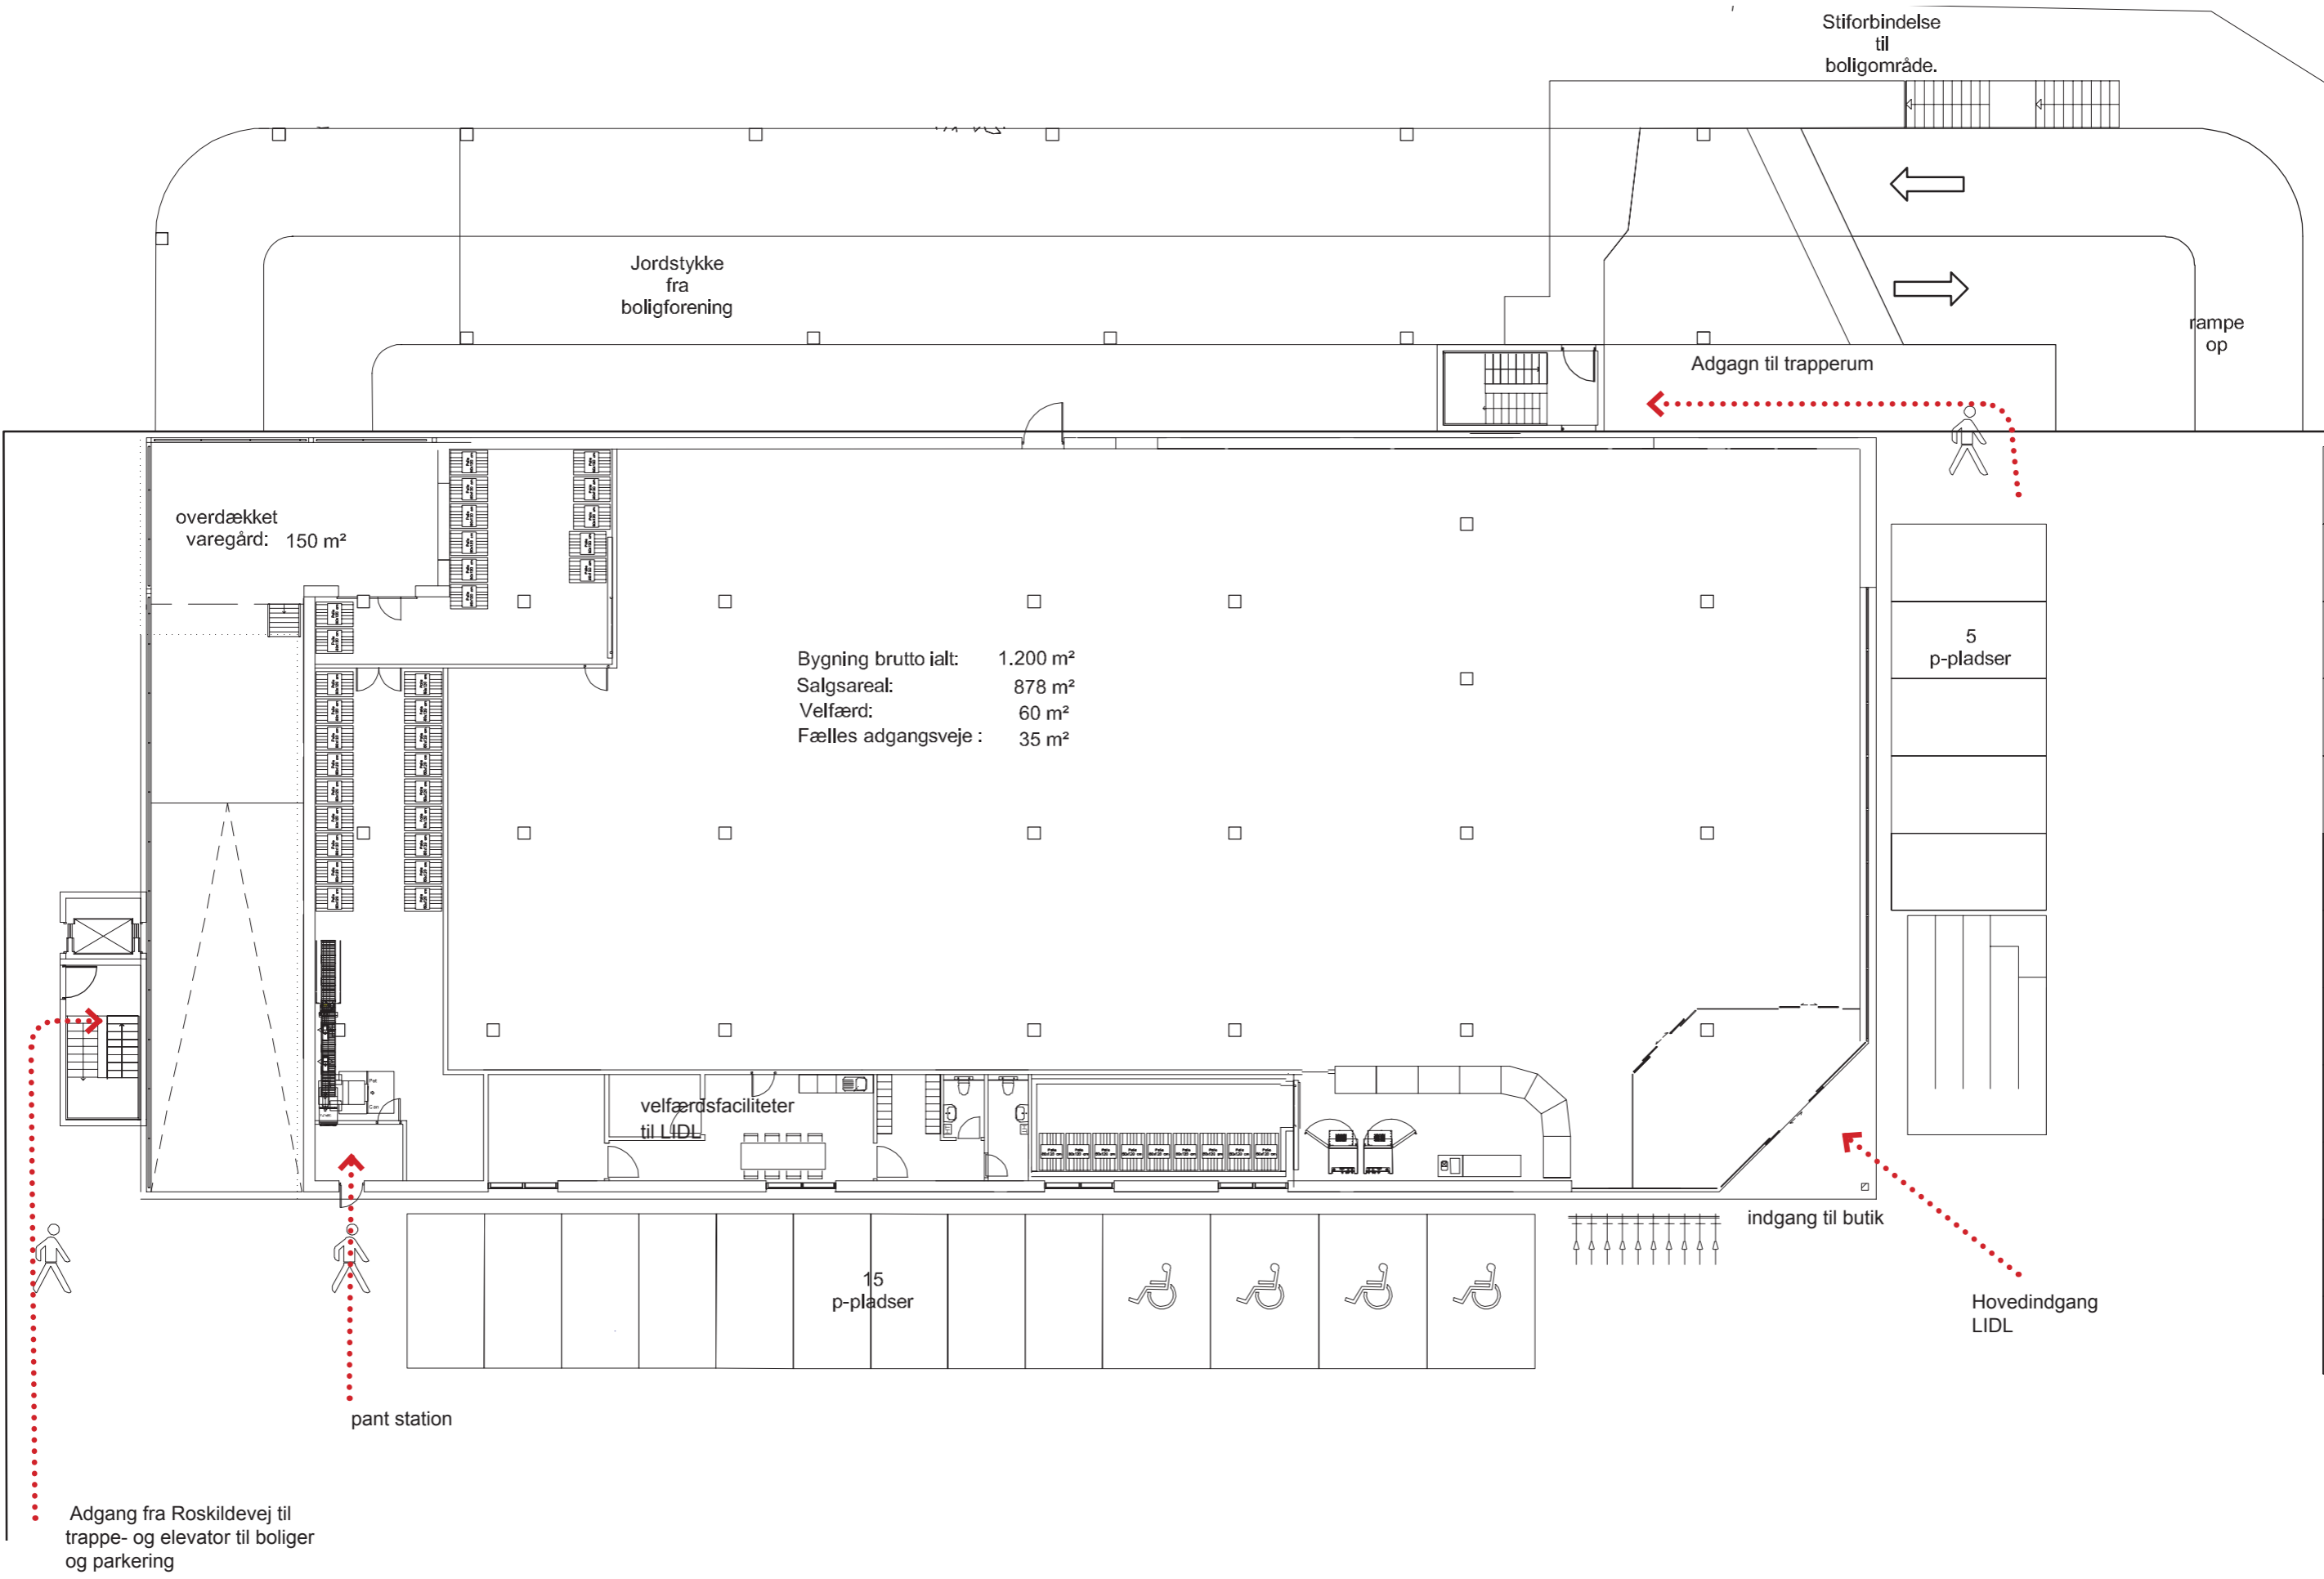 Stiforbindelse
til
boligområde.
Jordstykke
fra
boligforening
rampe
op
Adgagn til trapperum
overdækket
varegård: 150 m²
5
p-pladser
Bygning brutto ialt: 1.200 m²
Salgsareal: 878 m²
Velfærd: 60 m²
Fælles adgangsveje : 35 m²
velfærdsfaciliteter
til LIDL
indgang til butik
15
p-pladser
Hovedindgang
LIDL
pant station
Adgang fra Roskildevej til
trappe- og elevator til boliger
og parkering